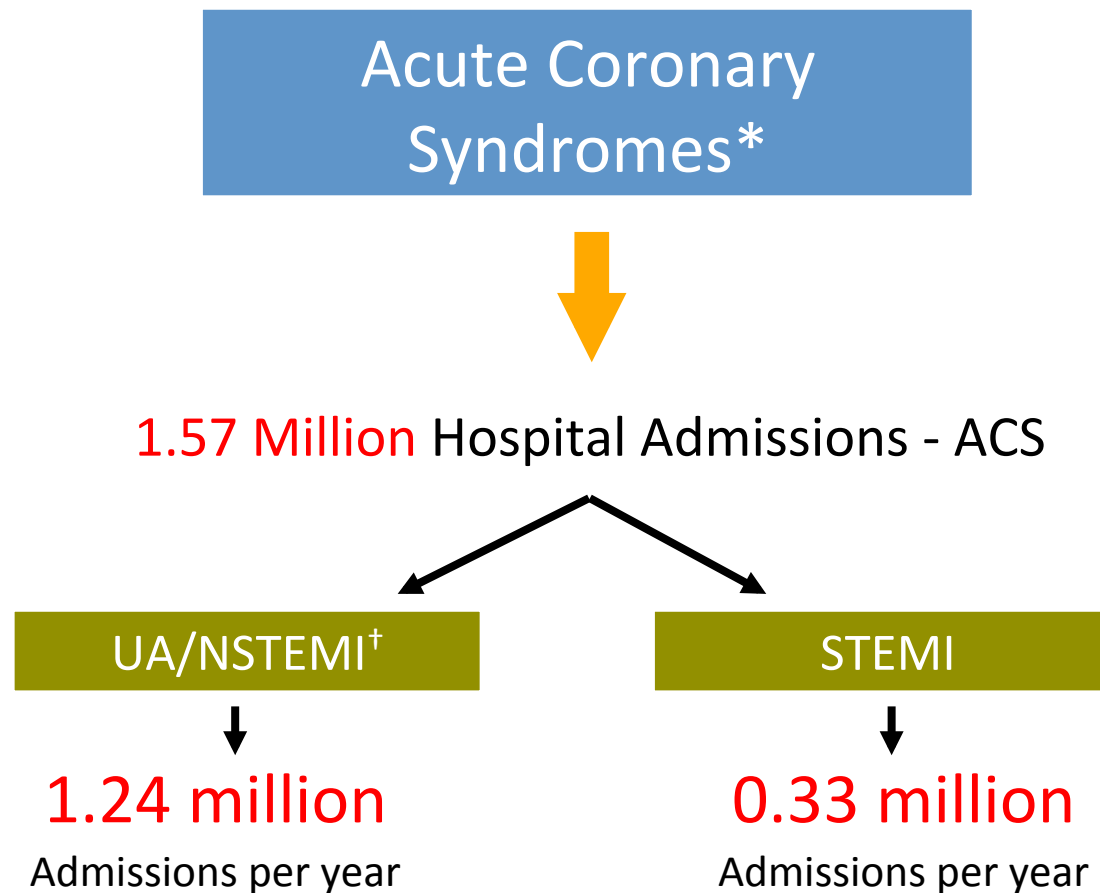 Acute Coronary
Syndromes*
1.57 Million Hospital Admissions - ACS
UA/NSTEMI†
STEMI
1.24 million
0.33 million
Admissions per year
Admissions per year